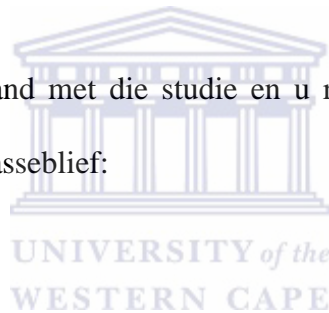 and met die studie en u
asseblief:
UNIVERSITY of the
WESTERN CAPE